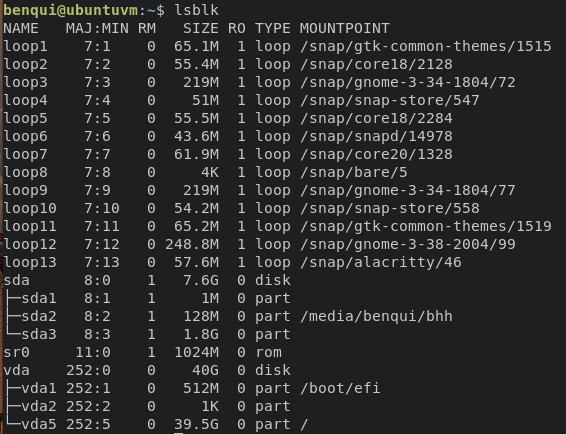 benqui@ubuntuvm:~$ lsblk
NAME   MAJ:MIN RM   SIZE RO TYPE MOUNTPOINT
loop1    7:1    0  65.1M  1 loop /snap/gtk-common-themes/1515
loop2    7:2    0  55.4M  1 loop /snap/core18/2128
loop3    7:3    0   219M  1 loop /snap/gnome-3-34-1804/72
loop4    7:4    0    51M  1 loop /snap/snap-store/547
loop5    7:5    0  55.5M  1 loop /snap/core18/2284
loop6    7:6    0  43.6M  1 loop /snap/snapd/14978
loop7    7:7    0  61.9M  1 loop /snap/core20/1328
loop8    7:8    0     4K  1 loop /snap/bare/5
loop9    7:9    0   219M  1 loop /snap/gnome-3-34-1804/77
loop10   7:10   0  54.2M  1 loop /snap/snap-store/558
loop11   7:11   0  65.2M  1 loop /snap/gtk-common-themes/1519
loop12   7:12   0 248.8M  1 loop /snap/gnome-3-38-2004/99
loop13   7:13   0  57.6M  1 loop /snap/alacritty/46
sda      8:0    1   7.6G  0 disk
├─sda1   8:1    1     1M  0 part
├─sda2   8:2    1   128M  0 part /media/benqui/bhh
└─sda3   8:3    1   1.8G  0 part
sr0     11:0    1  1024M  0 rom
vda    252:0    0    40G  0 disk
├─vda1 252:1    0   512M  0 part /boot/efi
├─vda2 252:2    0     1K  0 part
└─vda5 252:5    0  39.5G  0 part /